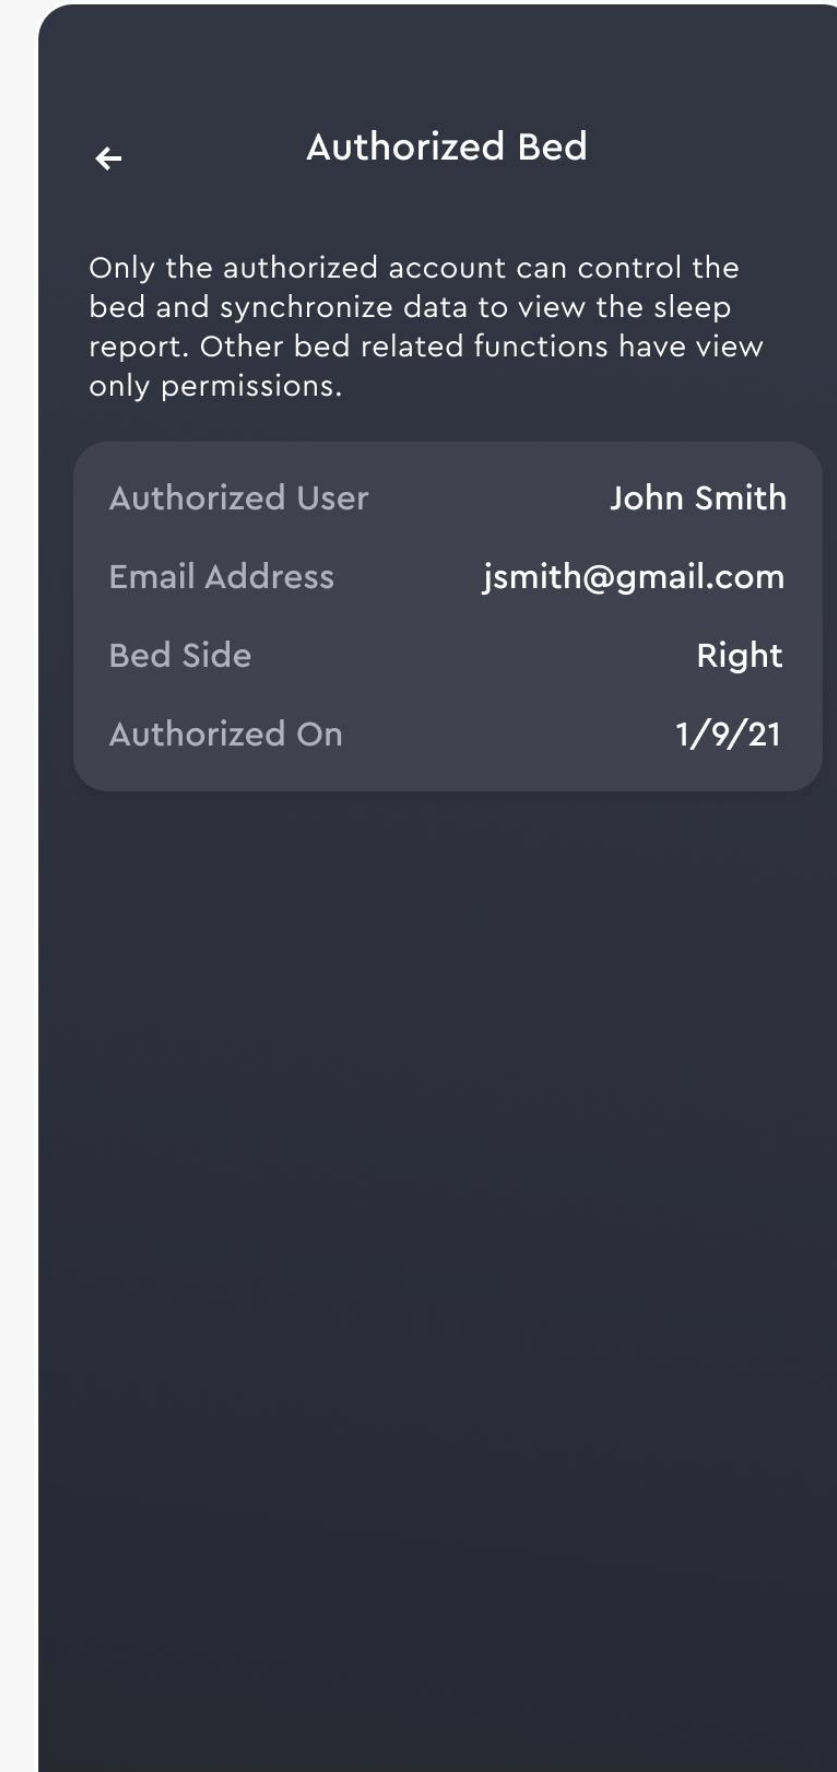 Authorized Bed
Only the authorized account can control the
bed and synchronize data to view the sleep
report. Other bed related functions have view
only permissions.
Authorized User John Smith
Email Address jsmith@gmail.com
Bed Side Right
Authorized On 1/9/21